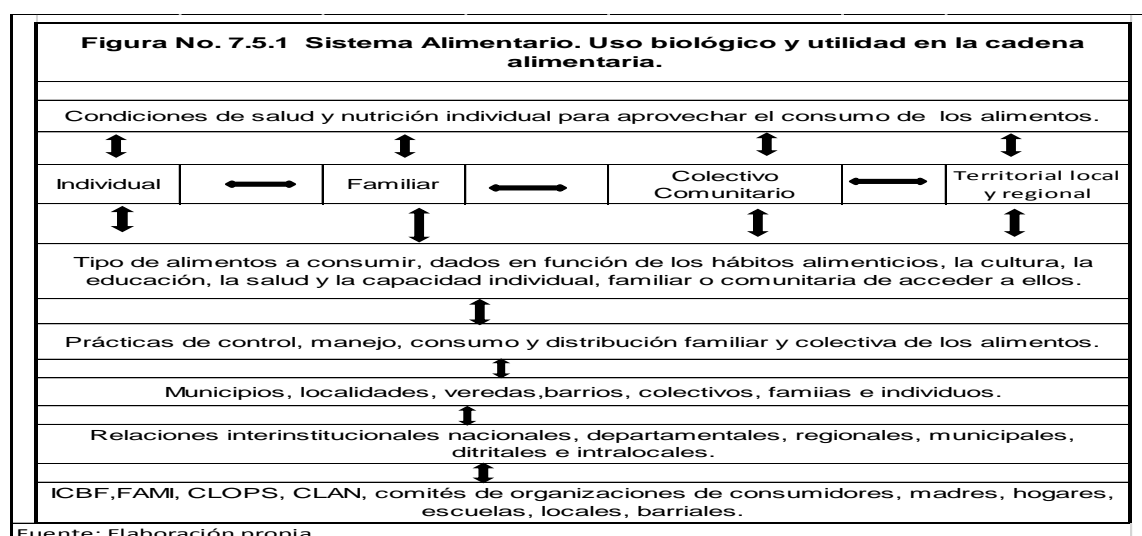 Figura No. 7.5.1 Sistema Alimentario. Uso biológico y utilidad en la cadena
alimentaria.
Condiciones de salud y nutrición individual para aprovechar el consumo de los alimentos.
Individual
Familiar
Colectivo
Comunitario
Territorial local
y regional
Tipo de alimentos a consumir, dados en función de los hábitos alimenticios, la cultura, la
educación, la salud y la capacidad individual, familiar o comunitaria de acceder a ellos.
Prácticas de control, manejo, consumo y distribución familiar y colectiva de los alimentos.
Municipios, localidades, veredas,barrios, colectivos, famiias e individuos.
Relaciones interinstitucionales nacionales, departamentales, regionales, municipales,
ditritales e intralocales.
ICBF,FAMI, CLOPS, CLAN, comités de organizaciones de consumidores, madres, hogares,
escuelas, locales, barriales.
Fuente: Elaboración propia